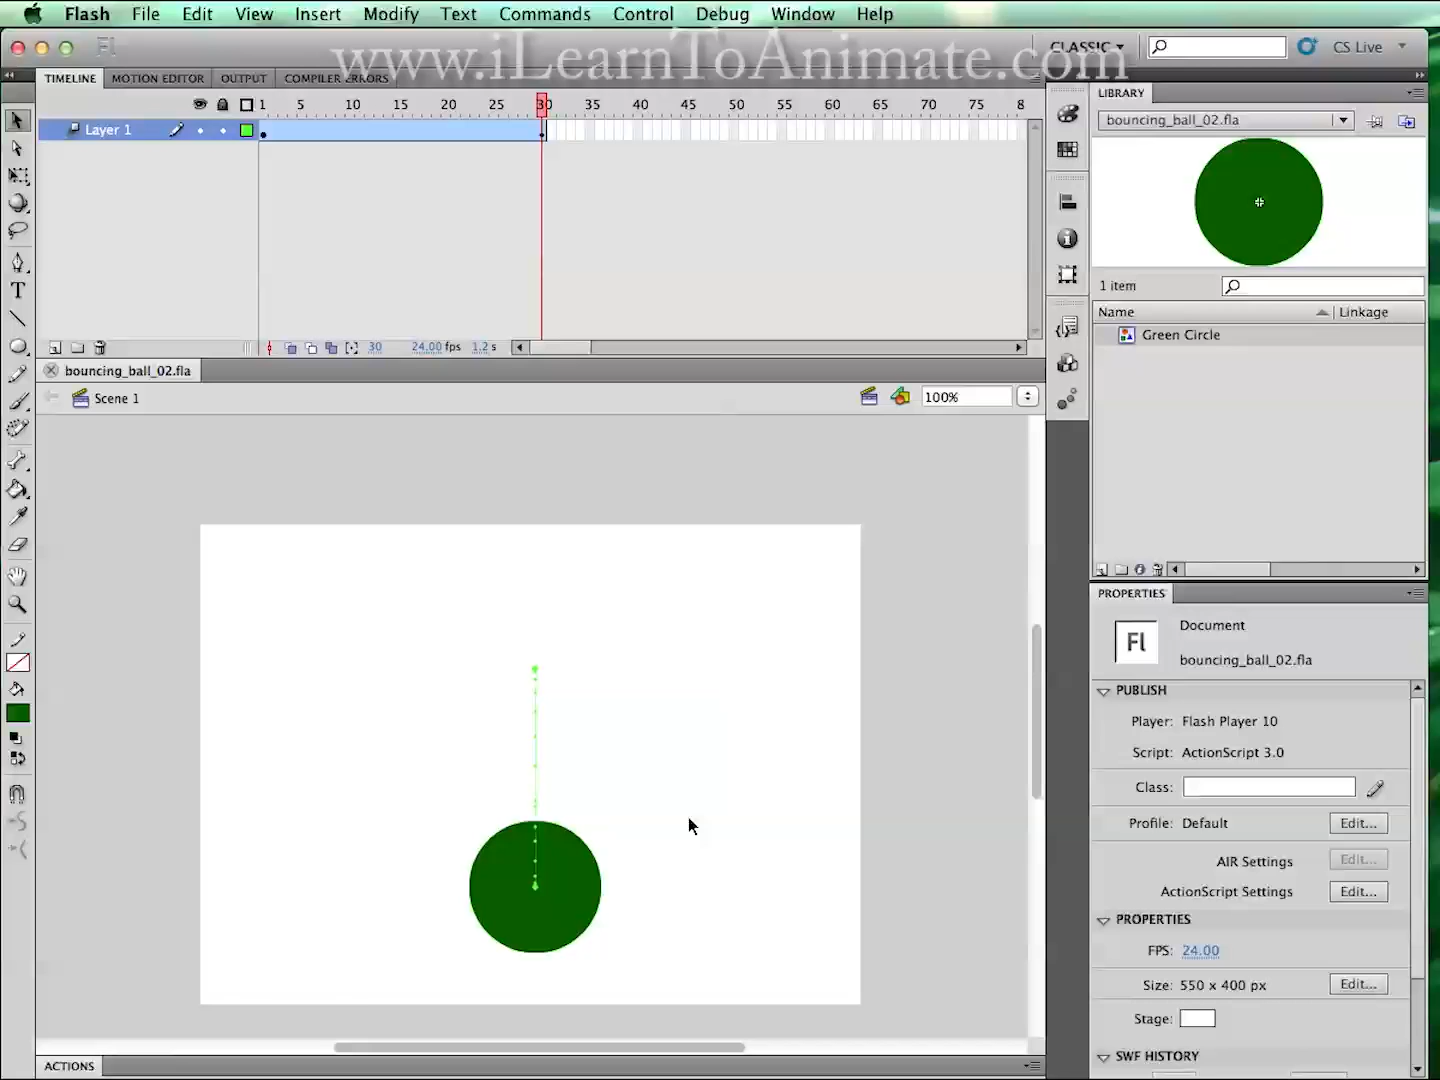 Flash File Edit View Insert Modify Text Commands Control Debug Window Help
www.iLearnToAnimate.com
Fl CLASSIC CS Live
TIMELINE MOTION EDITOR OUTPUT COMPILER ERRORS
1 5 10 15 20 25 30 35 40 45 50 55 60 65 70 75 8
Layer 1
30 24.00 fps 1.2 s
bouncing_ball_02.fla
Scene 1
100%
T
LIBRARY
bouncing_ball_02.fla
1 item
Name Linkage
Green Circle
PROPERTIES
Fl
Document
bouncing_ball_02.fla
PUBLISH
Player: Flash Player 10
Script: ActionScript 3.0
Class:
Profile: Default Edit...
AIR Settings Edit...
ActionScript Settings Edit...
PROPERTIES
FPS: 24.00
Size: 550 x 400 px Edit...
Stage:
SWF HISTORY
ACTIONS